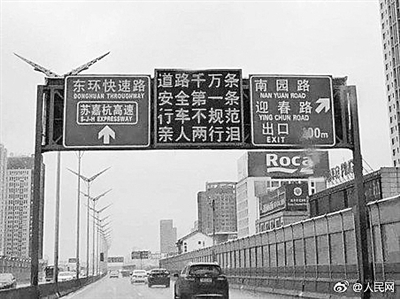 东环快速路
DONGHUAN THROUGHWAY
苏嘉杭高速
S-J-H EXPRESSWAY
道路千万条
安全第一条
行车不规范
亲人两行泪
南园路
NAN YUAN ROAD
迎春路
YING CHUN ROAD
出口
EXIT
Roca
@人民网